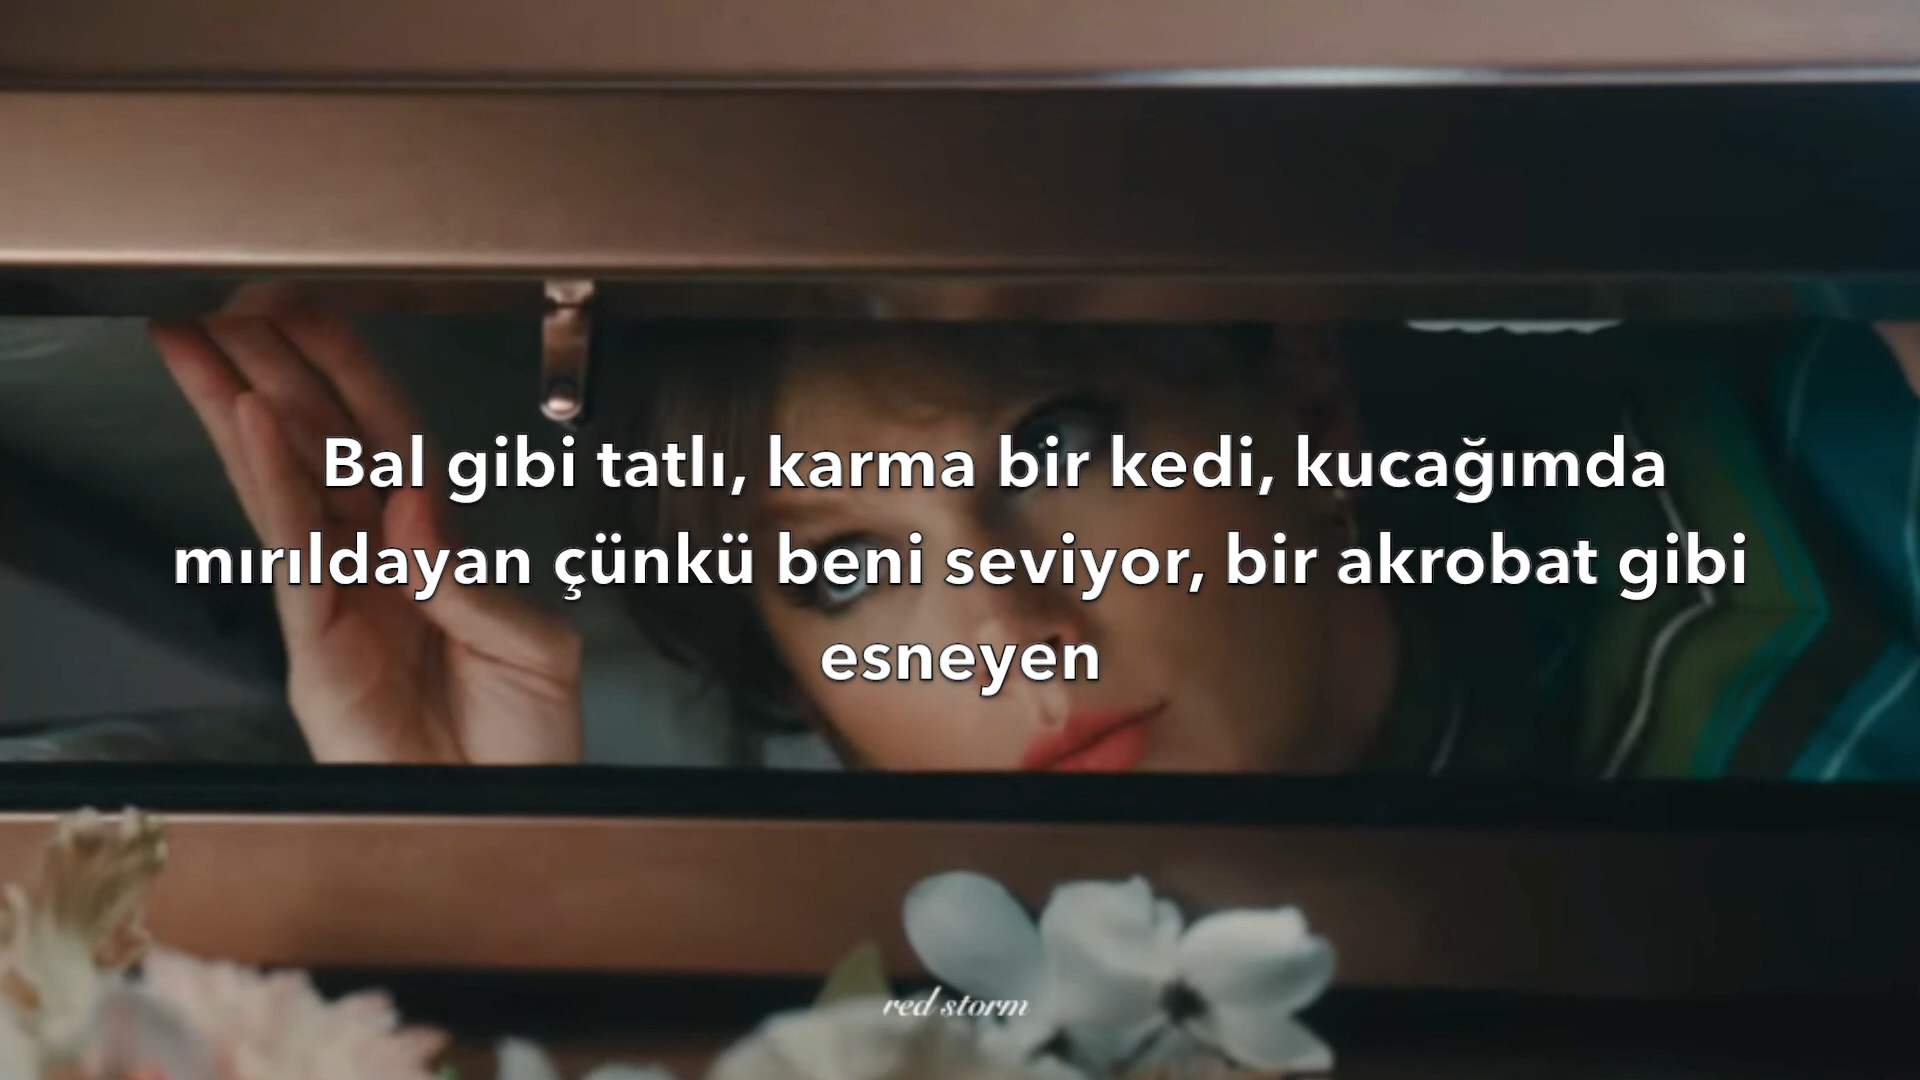 Bal gibi tatlı, karma bir kedi, kucağımda
mırıldayan çünkü beni seviyor, bir akrobat gibi
esneyen
red storm